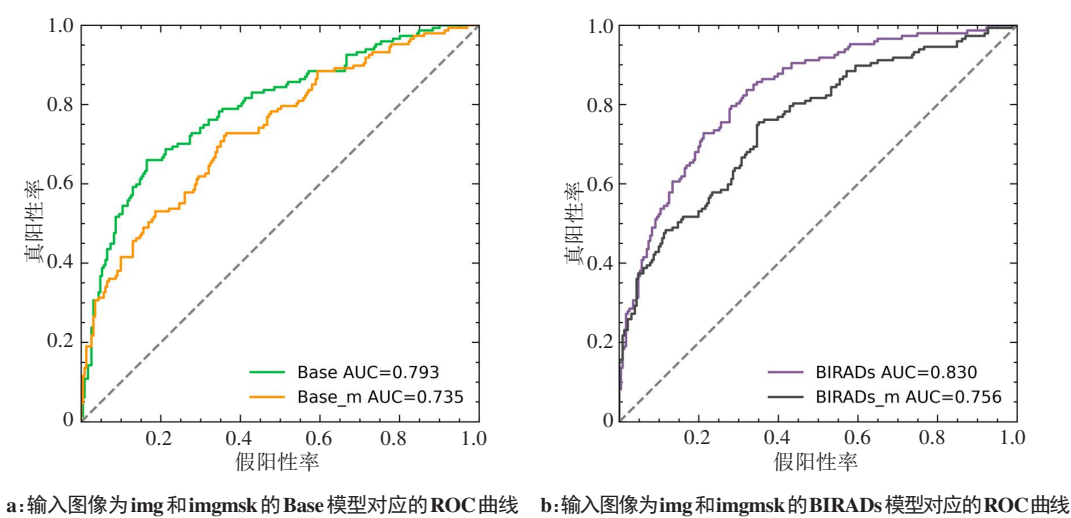 1.0
0.8
0.6
0.4
0.2
0
0.2
0.4
0.6
0.8
1.0
真阳性率
假阳性率
Base AUC=0.793
Base_m AUC=0.735
a:输入图像为img和imgmsk的Base模型对应的ROC曲线
1.0
0.8
0.6
0.4
0.2
0
0.2
0.4
0.6
0.8
1.0
真阳性率
假阳性率
BIRADs AUC=0.830
BIRADs_m AUC=0.756
b:输入图像为img和imgmsk的BIRADs模型对应的ROC曲线